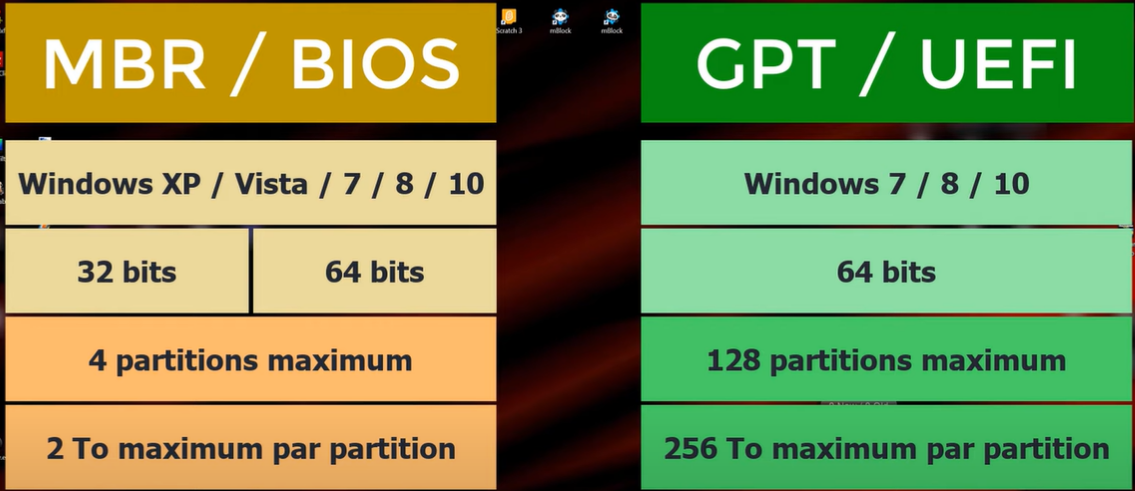 MBR / BIOS
Scratch 3
mBlock
mBlock
GPT / UEFI
Windows XP / Vista / 7 / 8 / 10
Windows 7 / 8 / 10
32 bits
64 bits
64 bits
4 partitions maximum
128 partitions maximum
2 To maximum par partition
256 To maximum par partition